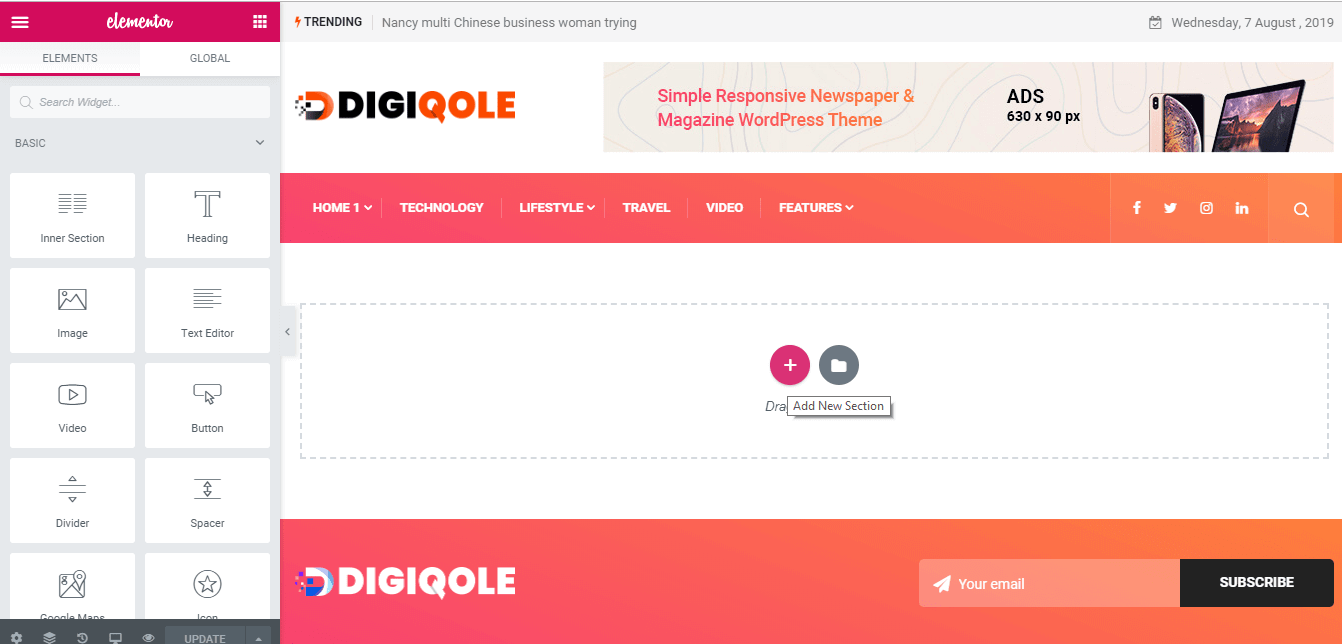 elementor
ELEMENTS
GLOBAL
Search Widget...
BASIC
Inner Section
Heading
Image
Text Editor
Video
Button
Divider
Spacer
Google Maps
Icon
UPDATE
TRENDING
Nancy multi Chinese business woman trying
Wednesday, 7 August , 2019
DIGIQOLE
Simple Responsive Newspaper &
Magazine WordPress Theme
ADS
630 x 90 px
HOME 1
TECHNOLOGY
LIFESTYLE
TRAVEL
VIDEO
FEATURES
Add New Section
DIGIQOLE
Your email
SUBSCRIBE